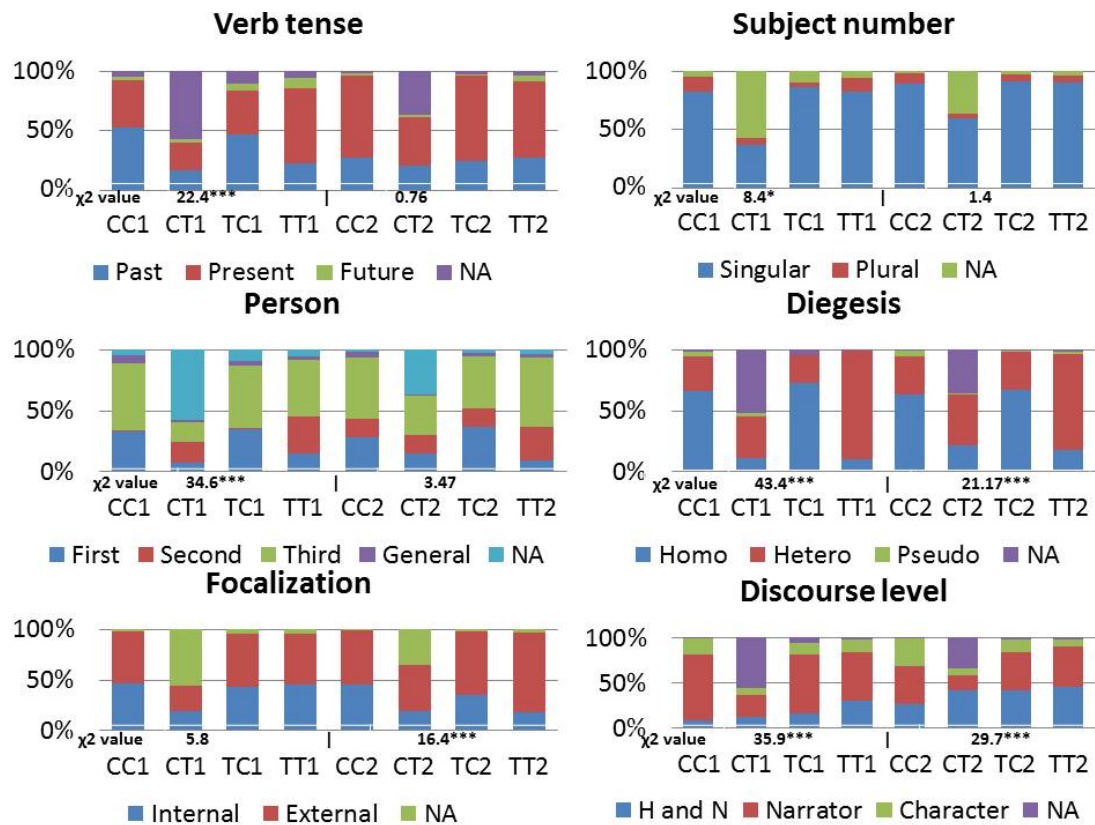 Verb tense
100%
50%
0%
χ2 value 22.4*** | 0.76
CC1 CT1 TC1 TT1 CC2 CT2 TC2 TT2
Past Present Future NA
Subject number
100%
50%
0%
χ2 value 8.4* | 1.4
CC1 CT1 TC1 TT1 CC2 CT2 TC2 TT2
Singular Plural NA
Person
100%
50%
0%
χ2 value 34.6*** | 3.47
CC1 CT1 TC1 TT1 CC2 CT2 TC2 TT2
First Second Third General NA
Diegesis
100%
50%
0%
χ2 value 43.4*** | 21.17***
CC1 CT1 TC1 TT1 CC2 CT2 TC2 TT2
Homo Hetero Pseudo NA
Focalization
100%
50%
0%
χ2 value 5.8 | 16.4***
CC1 CT1 TC1 TT1 CC2 CT2 TC2 TT2
Internal External NA
Discourse level
100%
50%
0%
χ2 value 35.9*** | 29.7***
CC1 CT1 TC1 TT1 CC2 CT2 TC2 TT2
H and N Narrator Character NA